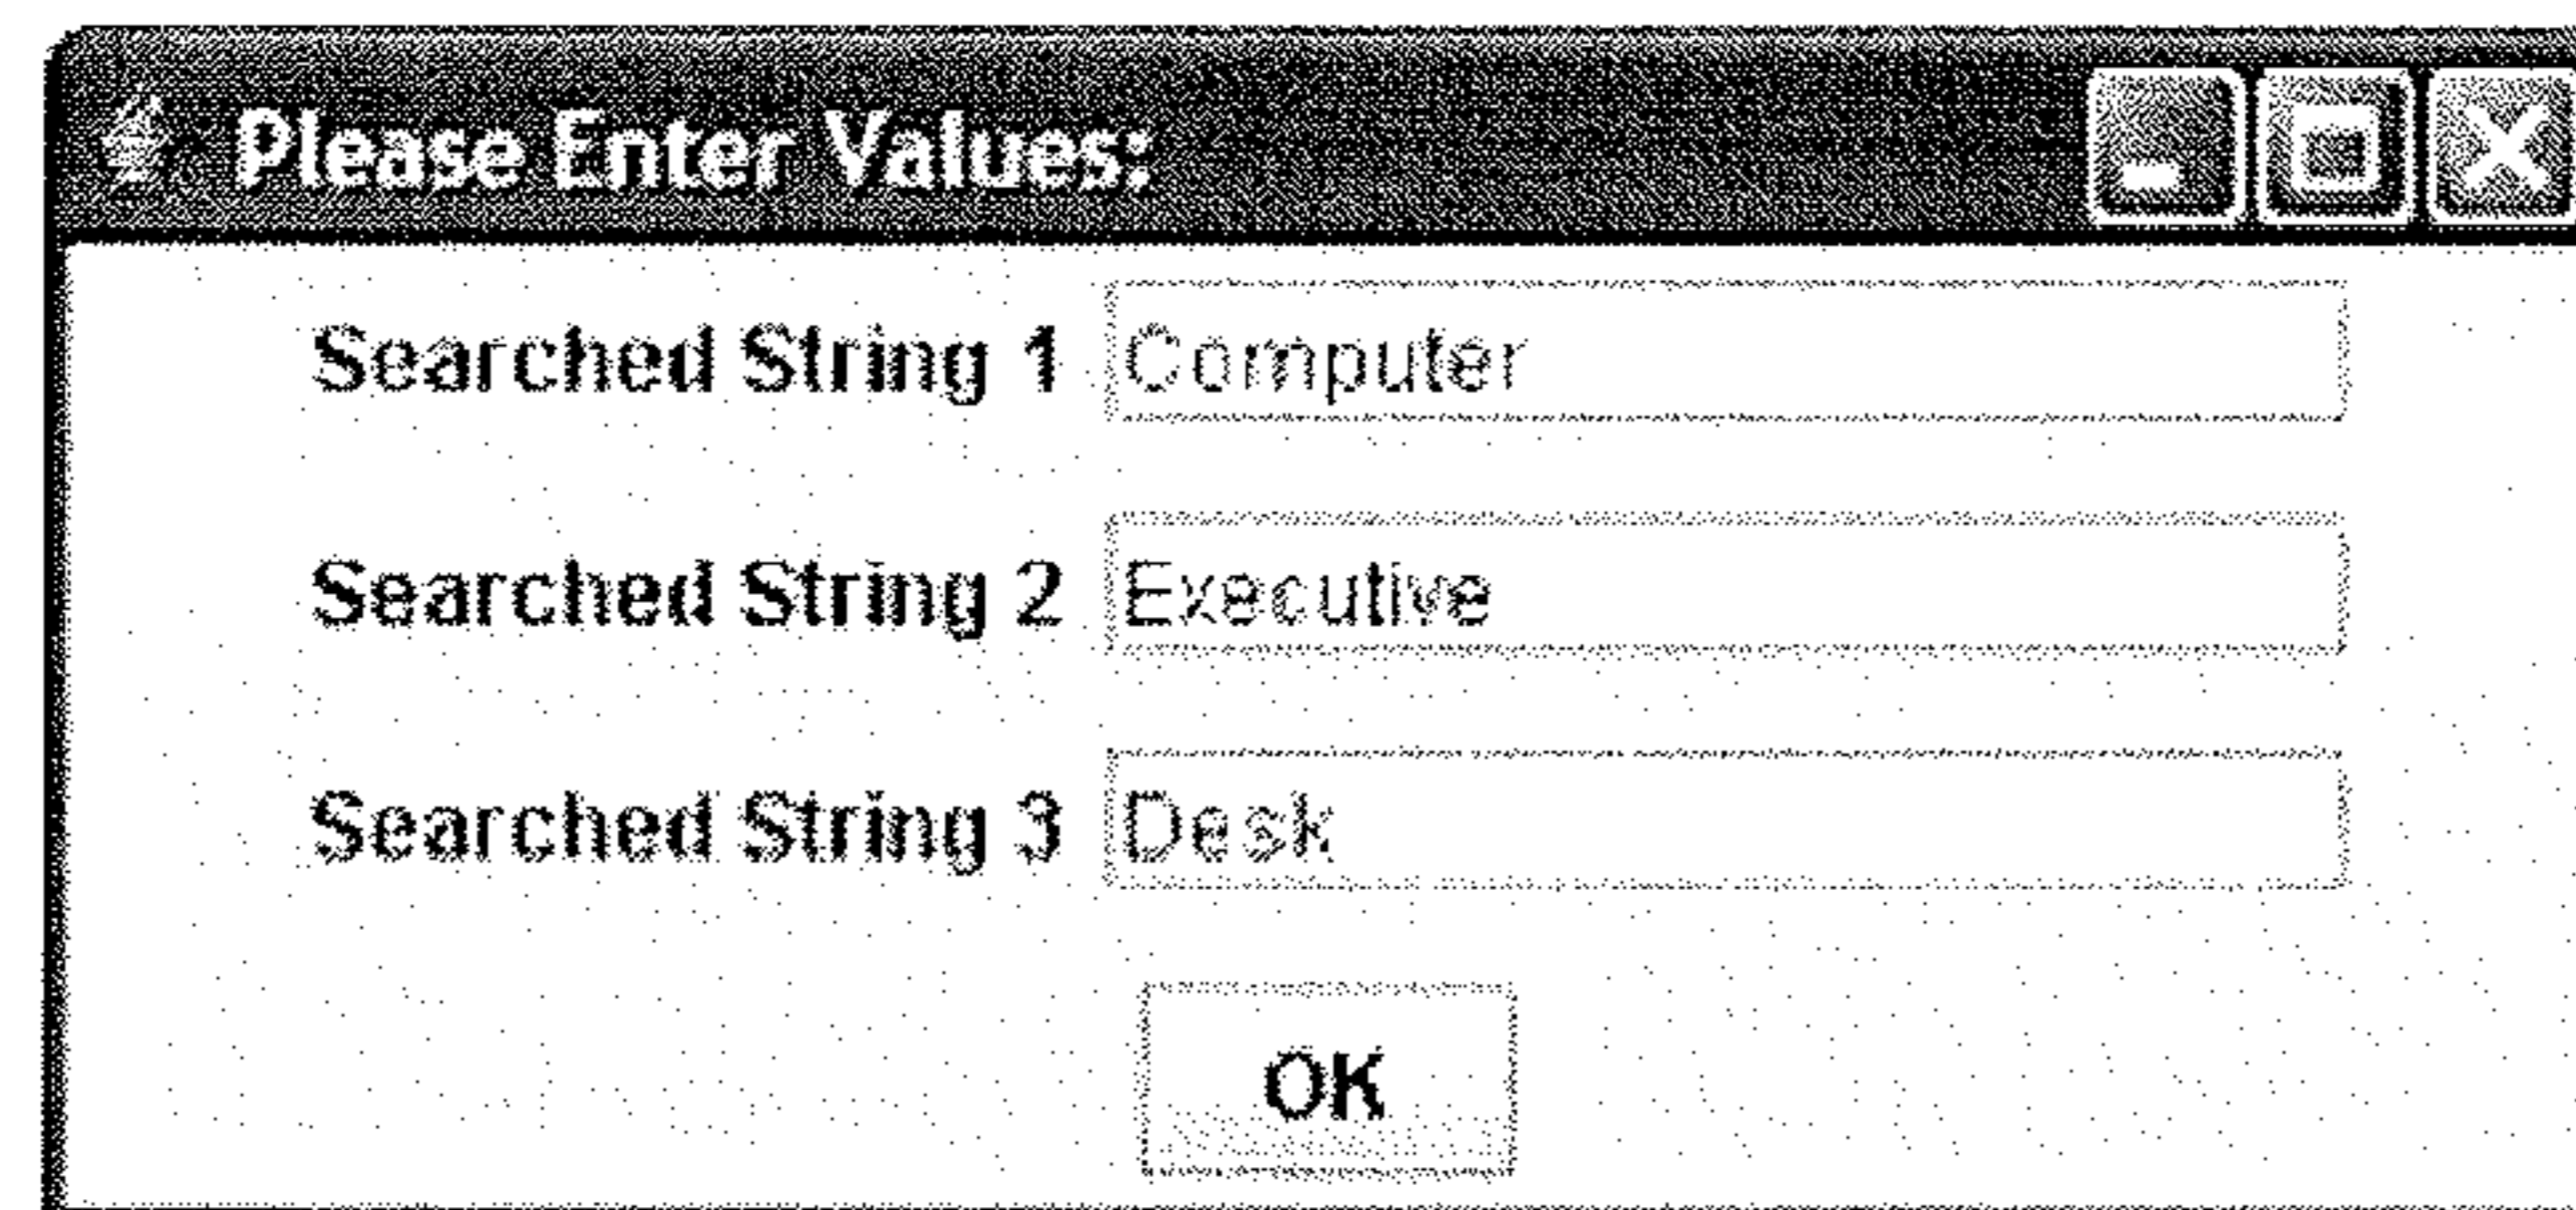 Please Enter Values:
Searched String 1 Computer
Searched String 2 Executive
Searched String 3 Desk
OK